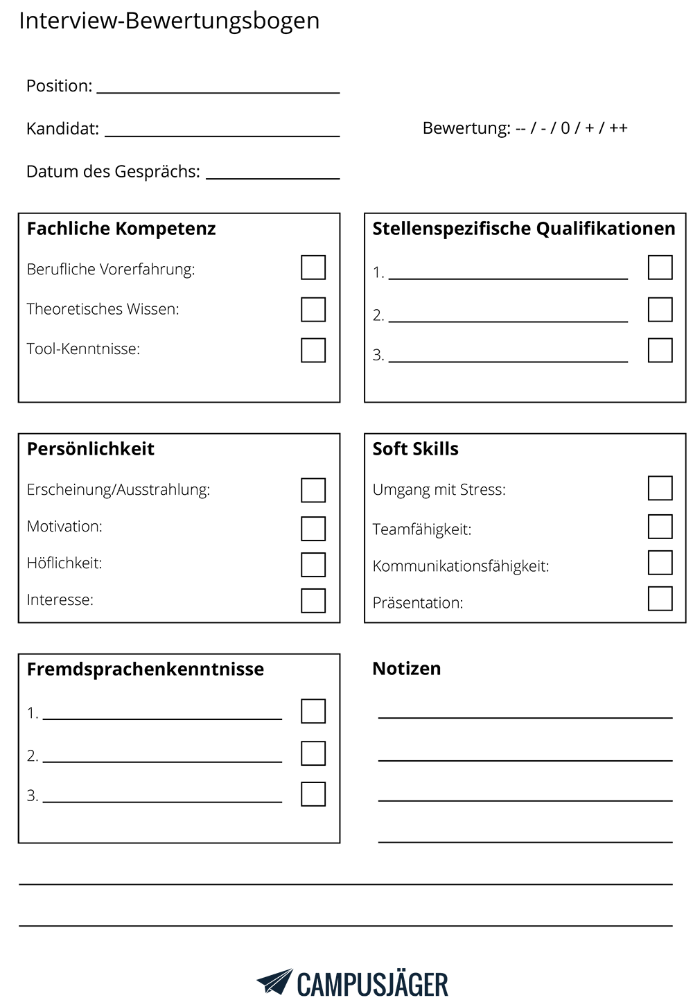 Interview-Bewertungsbogen
Position:
Kandidat:
Bewertung: -- / - / 0 / + / ++
Datum des Gesprächs:
Fachliche Kompetenz
Berufliche Vorerfahrung:
Theoretisches Wissen:
Tool-Kenntnisse:
Stellenspezifische Qualifikationen
1.
2.
3.
Persönlichkeit
Erscheinung/Ausstrahlung:
Motivation:
Höflichkeit:
Interesse:
Soft Skills
Umgang mit Stress:
Teamfähigkeit:
Kommunikationsfähigkeit:
Präsentation:
Fremdsprachenkenntnisse
1.
2.
3.
Notizen
CAMPUSJÄGER